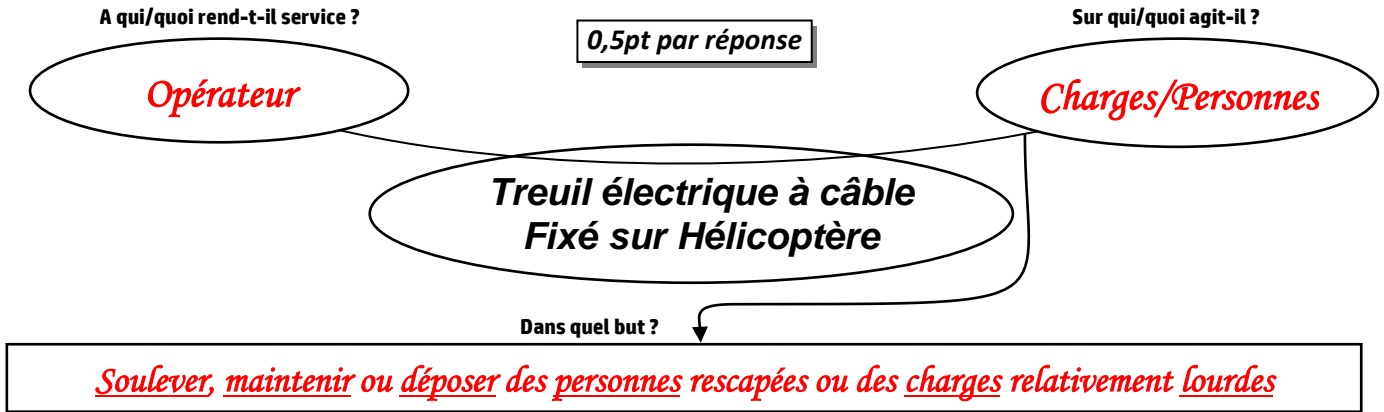 A qui/quoi rend-t-il service ?
0,5pt par réponse
Sur qui/quoi agit-il ?
Opérateur
Charges/Personnes
Treuil électrique à câble
Fixé sur Hélicoptère
Dans quel but ?
Soulever, maintenir ou déposer des personnes rescapées ou des charges relativement lourdes